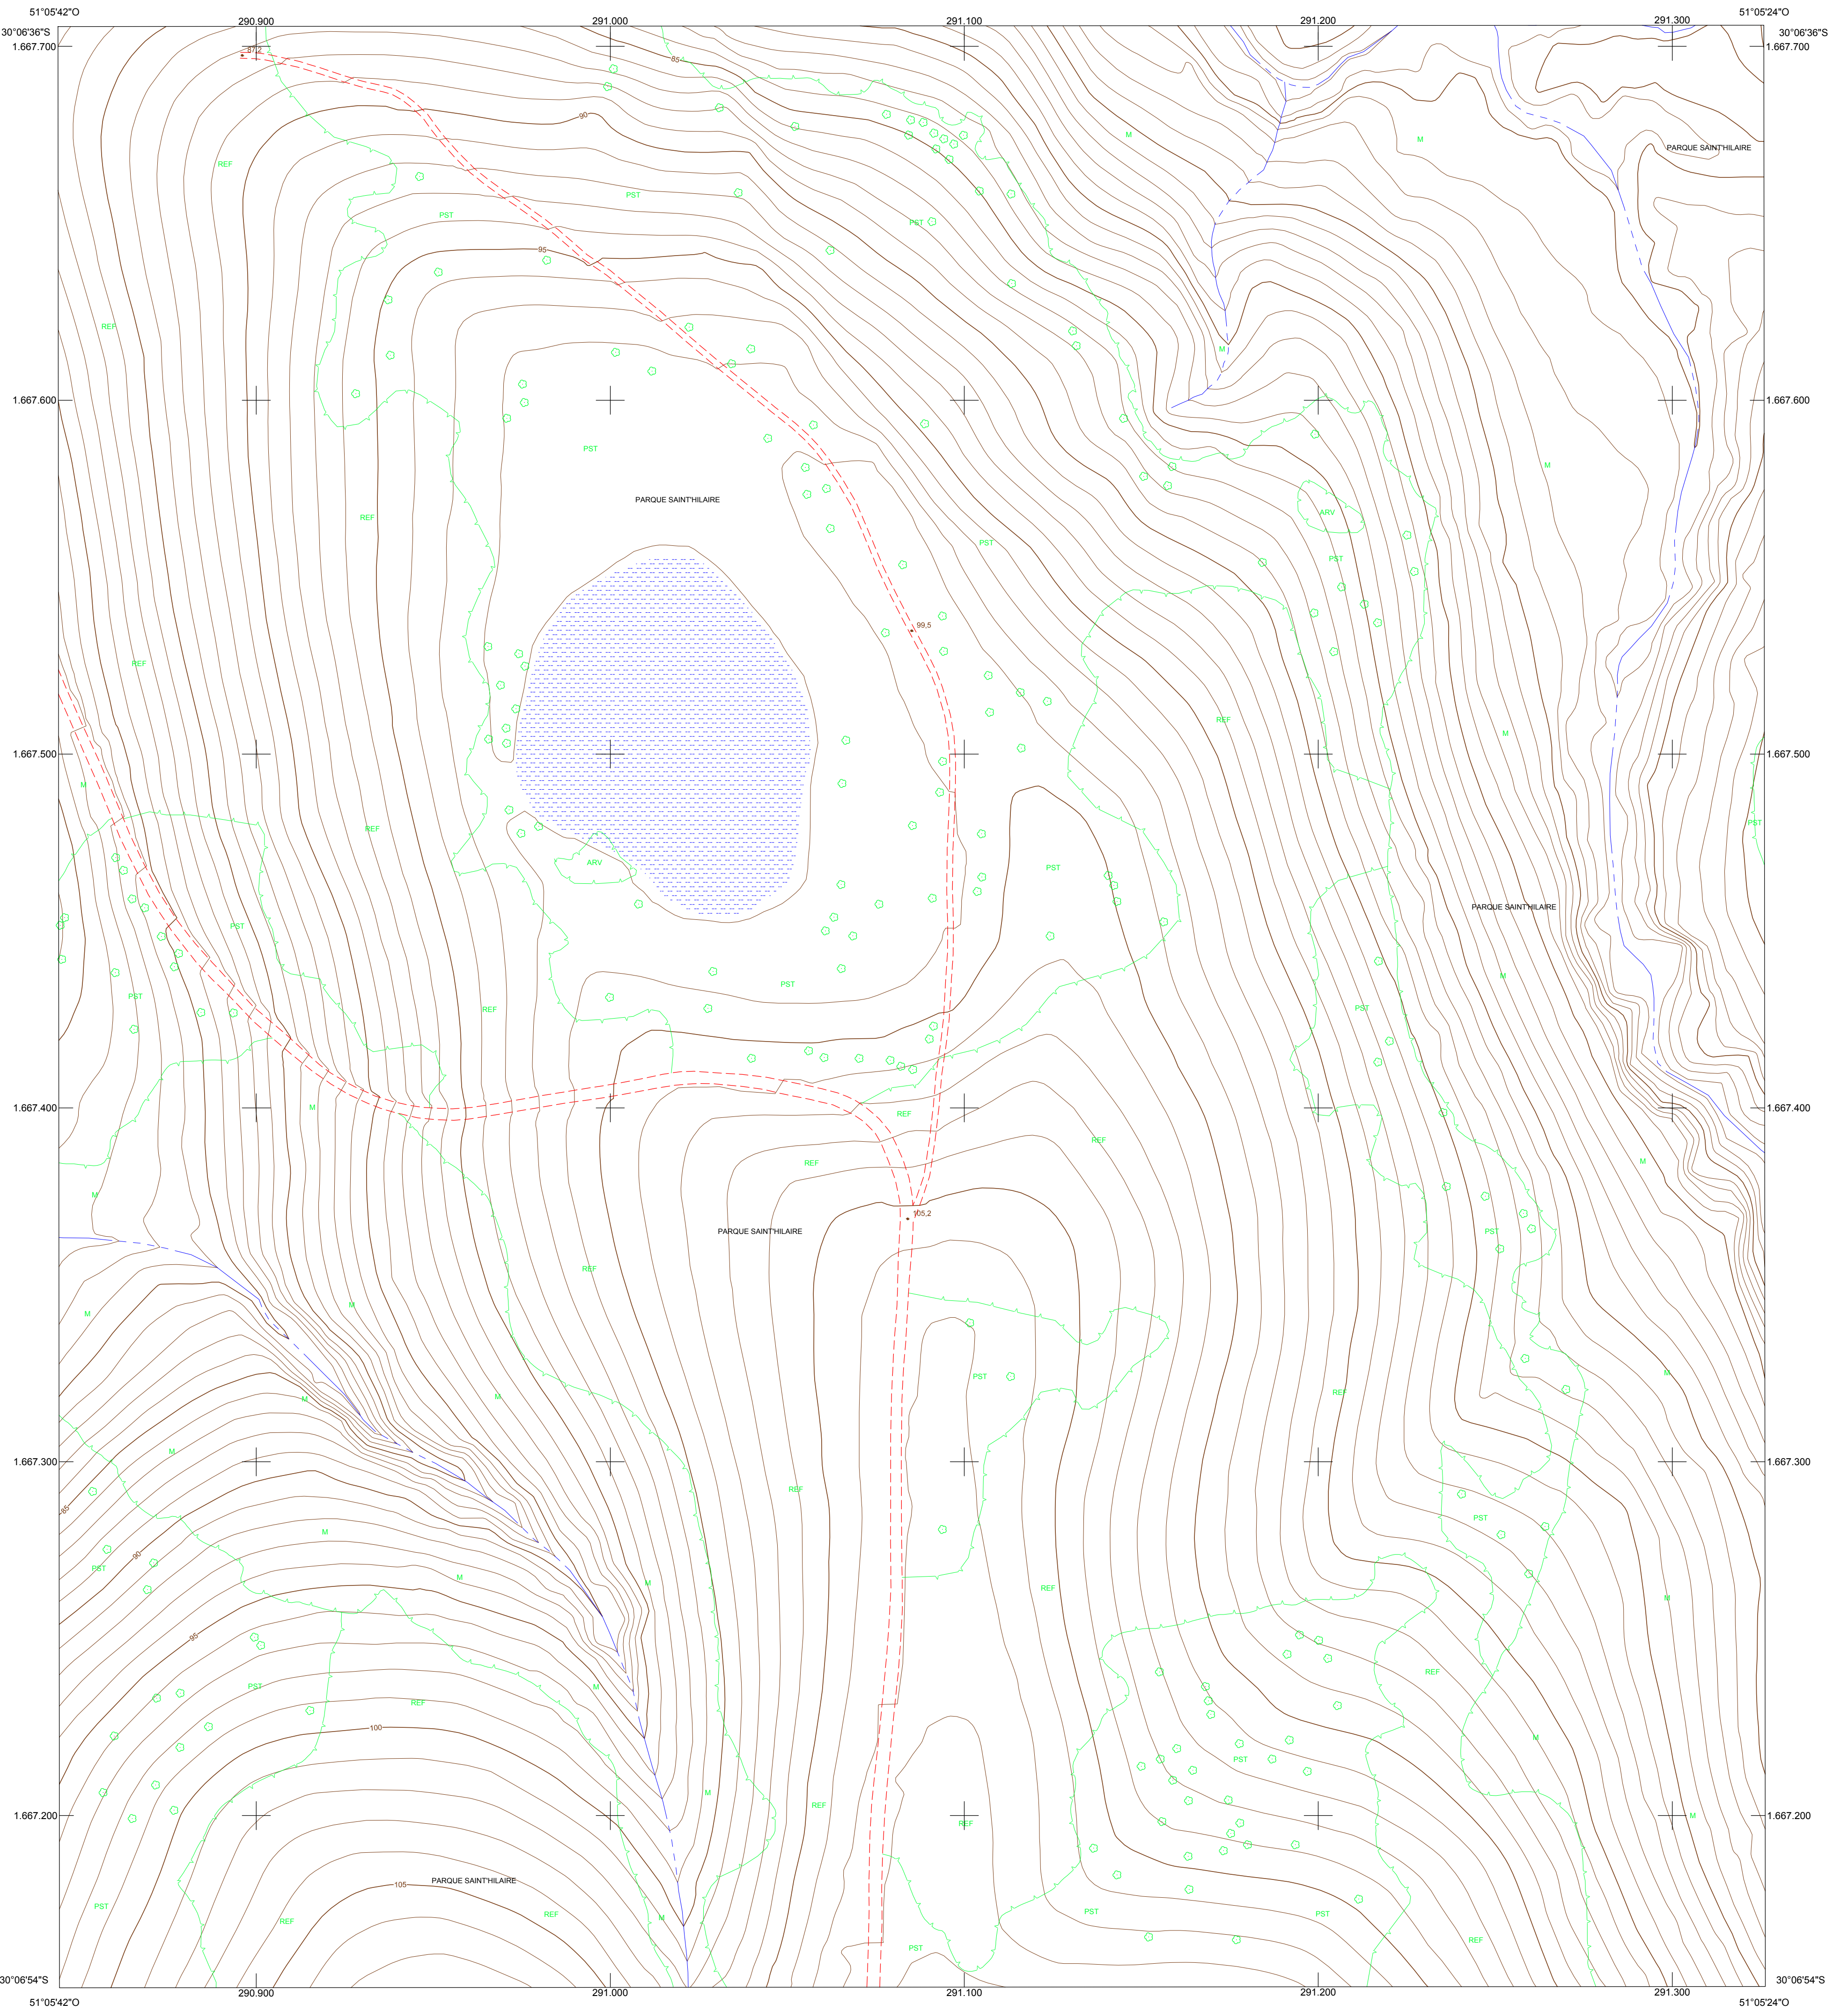 51°05'42"O
51°05'24"O
290.900
291.000
291.100
291.200
291.300
30°06'36"S
30°06'36"S
1.667.700
1.667.700
87,2
85
90
M
M
PARQUE SAINT'HILAIRE
REF
PST
PST
PST
95
REF
M
1.667.600
1.667.600
PST
M
PARQUE SAINT'HILAIRE
ARV
REF
PST
PST
99,5
REF
REF
M
1.667.500
1.667.500
M
PST
REF
ARV
PST
PARQUE SAINT'HILAIRE
PST
M
PST
PST
REF
PST
1.667.400
1.667.400
M
REF
REF
REF
M
M
105,2
PARQUE SAINT'HILAIRE
PST
REF
M
M
PST
M
REF
M
M
M
1.667.300
1.667.300
REF
85
PST
M
90
PST
M
M
REF
M
95
PST
M
REF
REF
100
M
PST
M
REF
1.667.200
1.667.200
M
REF
PARQUE SAINT'HILAIRE
105
PST
REF
REF
M
PST
PST
REF
PST
30°06'54"S
30°06'54"S
290.900
291.000
291.100
291.200
291.300
51°05'42"O
51°05'24"O